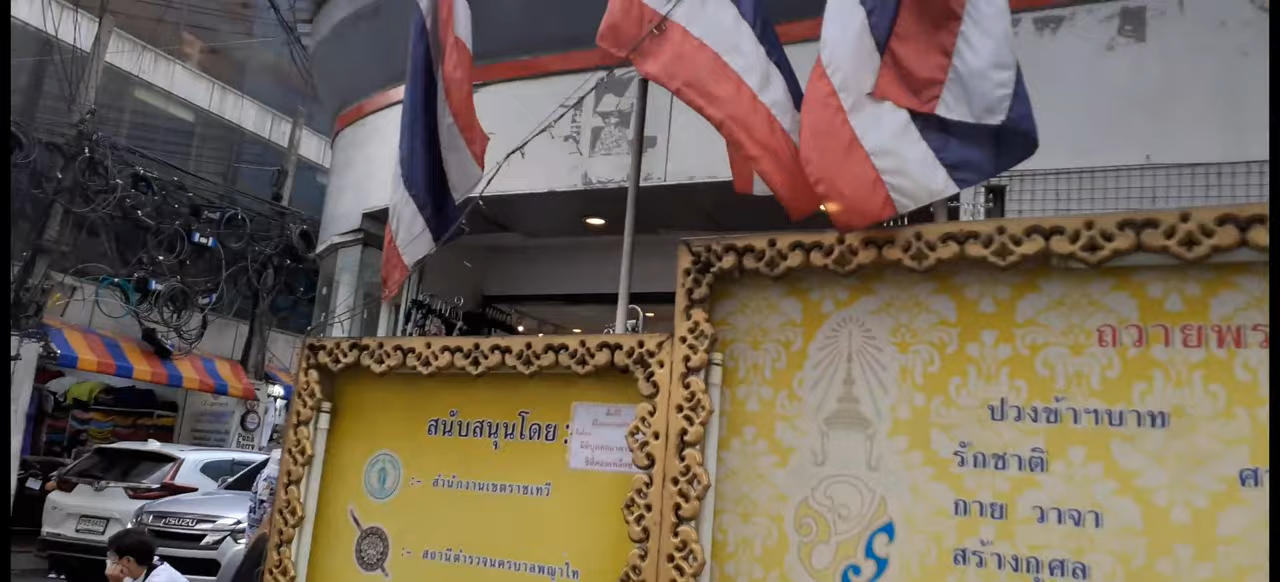 สนับสนุนโดย :
:- สำนักงานเขตราชเทวี
:- สถานีตำรวจนครบาลพญาไท
ถวายพร
ปวงข้าฯบาท
รักชาติ
กาย วาจา
สร้างกุศล
ISUZU